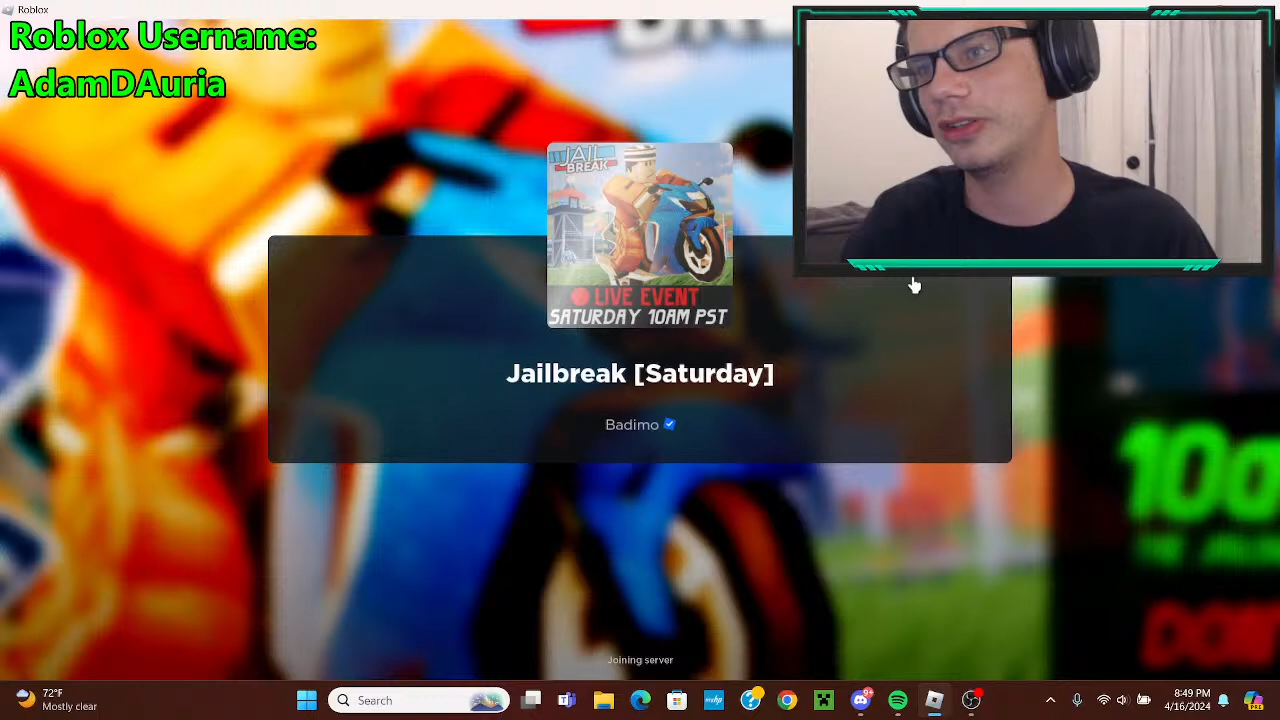 Roblox
Roblox Username:
AdamDAuria
JAIL
BREAK
LIVE EVENT
SATURDAY 10AM PST
Jailbreak [Saturday]
Badimo
Joining server
72°F
Mostly clear
Search
8:49 PM
4/16/2024